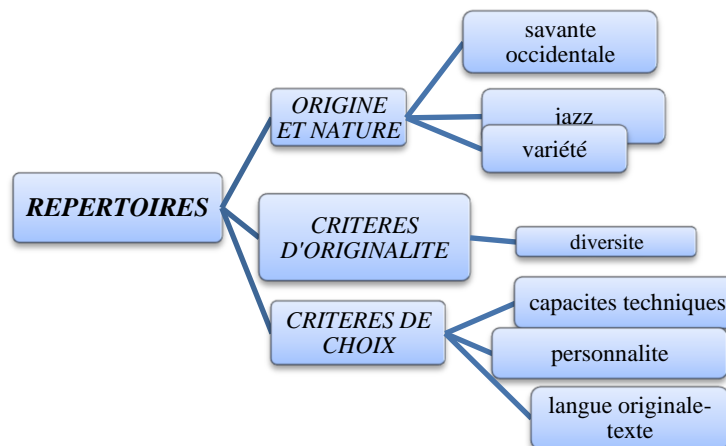 REPERTOIRES
ORIGINE
ET NATURE
savante
occidentale
jazz
variété
CRITERES
D'ORIGINALITE
diversite
CRITERES DE
CHOIX
capacites techniques
personnalite
langue originale-
texte